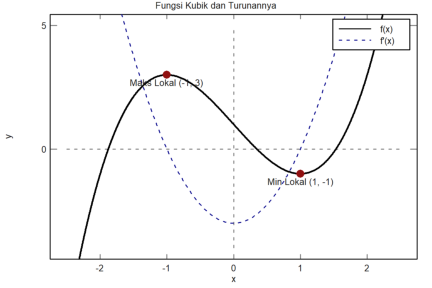 Fungsi Kubik dan Turunannya
f(x)
f'(x)
5
Maks Lokal (-1, 3)
y
0
Min Lokal (1, -1)
-2 -1 0 1 2
x